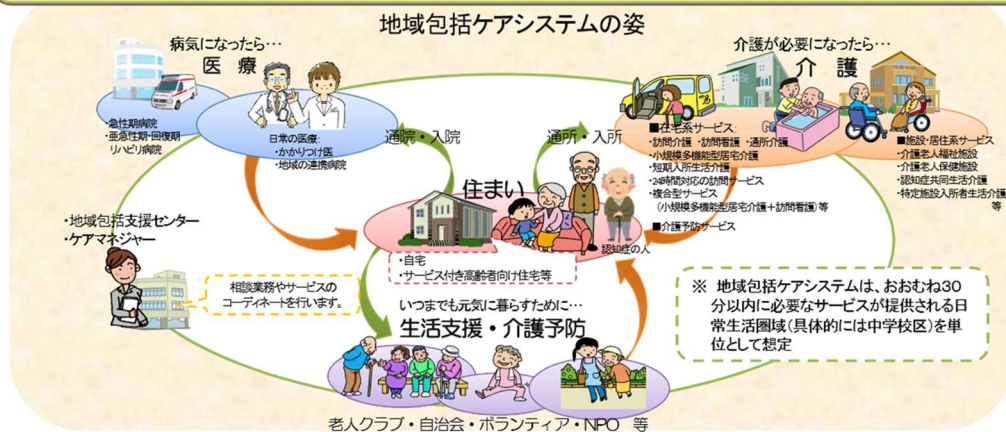 地域包括ケアシステムの姿
病気になったら…
医 療
・急性期病院
・亜急性期・回復期
リハビリ病院
日常の医療:
・かかりつけ医
・地域の連携病院
通院・入院
通所・入所
介護が必要になったら…
介 護
■在宅系サービス:
・訪問介護・訪問看護・通所介護
・小規模多機能型居宅介護
・短期入所生活介護
・24時間対応の訪問サービス
・複合型サービス
(小規模多機能型居宅介護+訪問看護)等
■介護予防サービス
■施設・居住系サービス
・介護老人福祉施設
・介護老人保健施設
・認知症共同生活介護
・特定施設入所者生活介護
等
住まい
認知症の人
・自宅
・サービス付き高齢者向け住宅等
・地域包括支援センター
・ケアマネジャー
相談業務やサービスの
コーディネートを行います。
いつまでも元気に暮らすために…
生活支援・介護予防
老人クラブ・自治会・ボランティア・NPO 等
※ 地域包括ケアシステムは、おおむね30
分以内に必要なサービスが提供される日
常生活圏域(具体的には中学校区)を単
位として想定